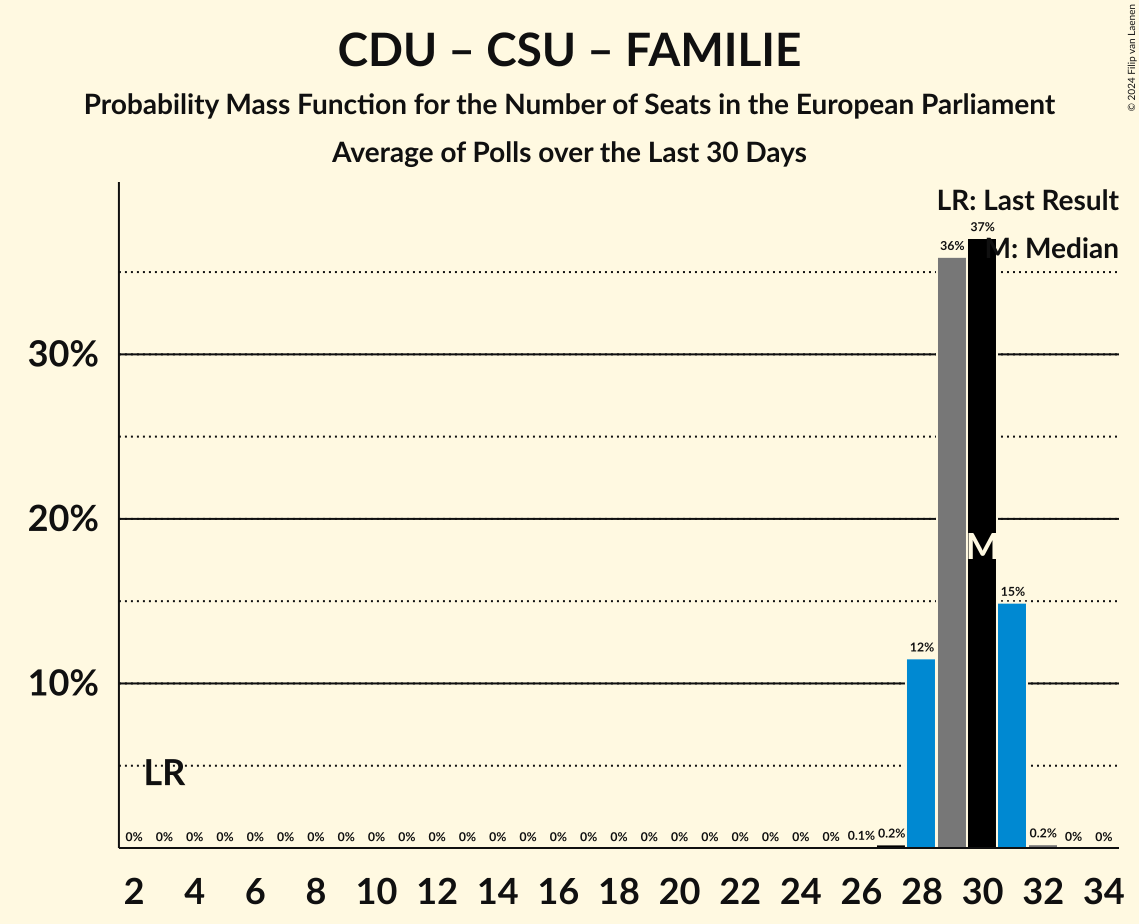 CDU – CSU – FAMILIE
Probability Mass Function for the Number of Seats in the European Parliament
Average of Polls over the Last 30 Days
© 2024 Filip van Laenen
LR: Last Result
M: Median
37%
36%
30%
20%
M
15%
12%
10%
LR
0% 0% 0% 0% 0% 0% 0% 0% 0% 0% 0% 0% 0% 0% 0% 0% 0% 0% 0% 0% 0% 0% 0% 0% 0.1% 0.2% 0.2% 0% 0%
2 4 6 8 10 12 14 16 18 20 22 24 26 28 30 32 34